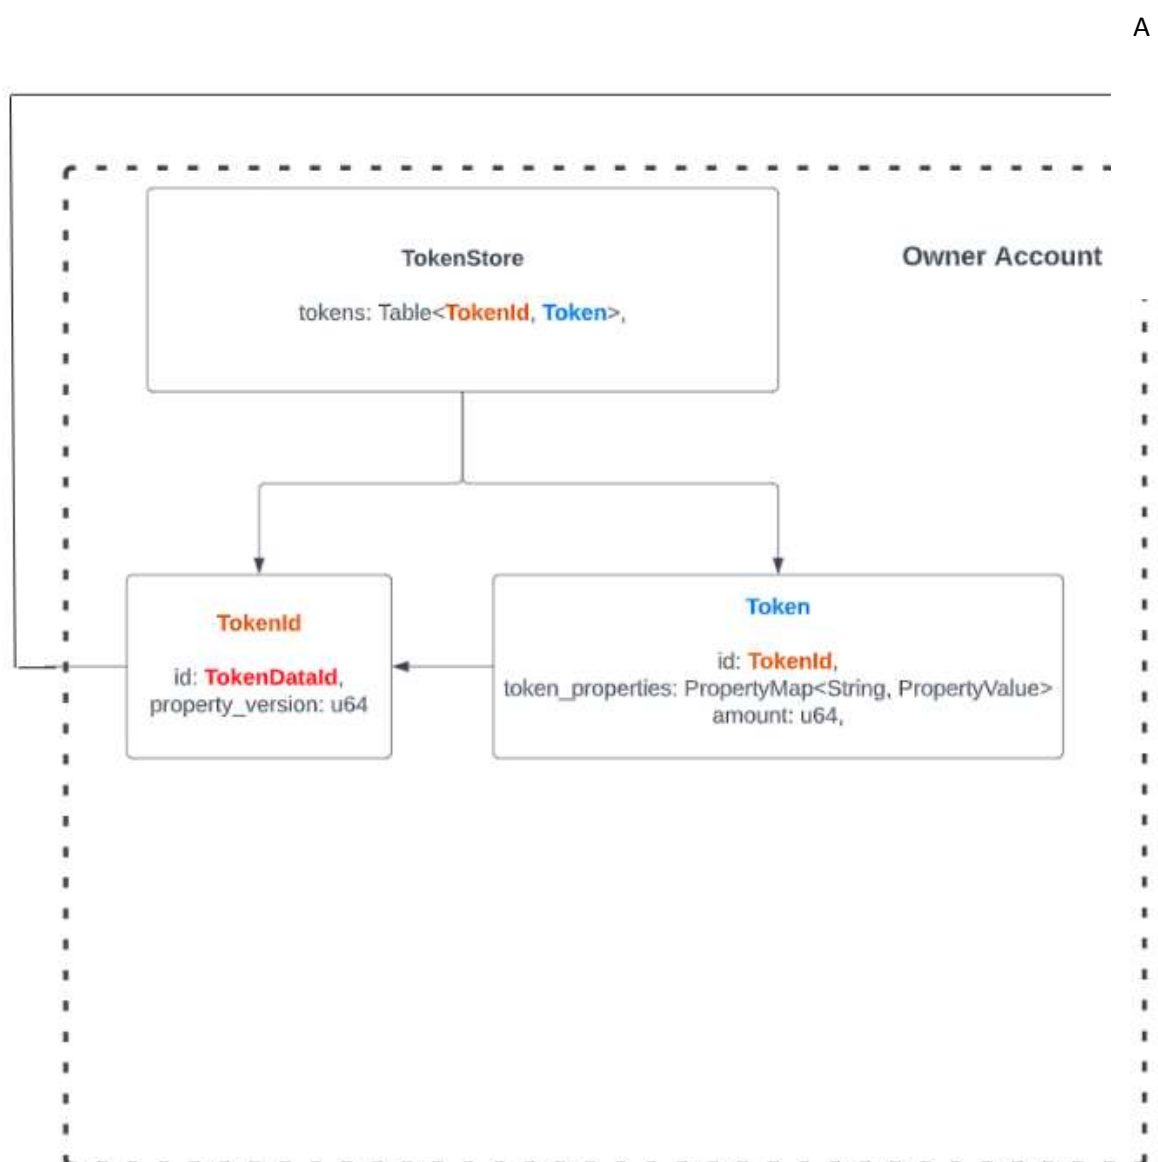 A
Owner Account
TokenStore
tokens: Table<TokenId, Token>,
TokenId
id: TokenDataId,
property_version: u64
Token
id: TokenId,
token_properties: PropertyMap<String, PropertyValue>
amount: u64,